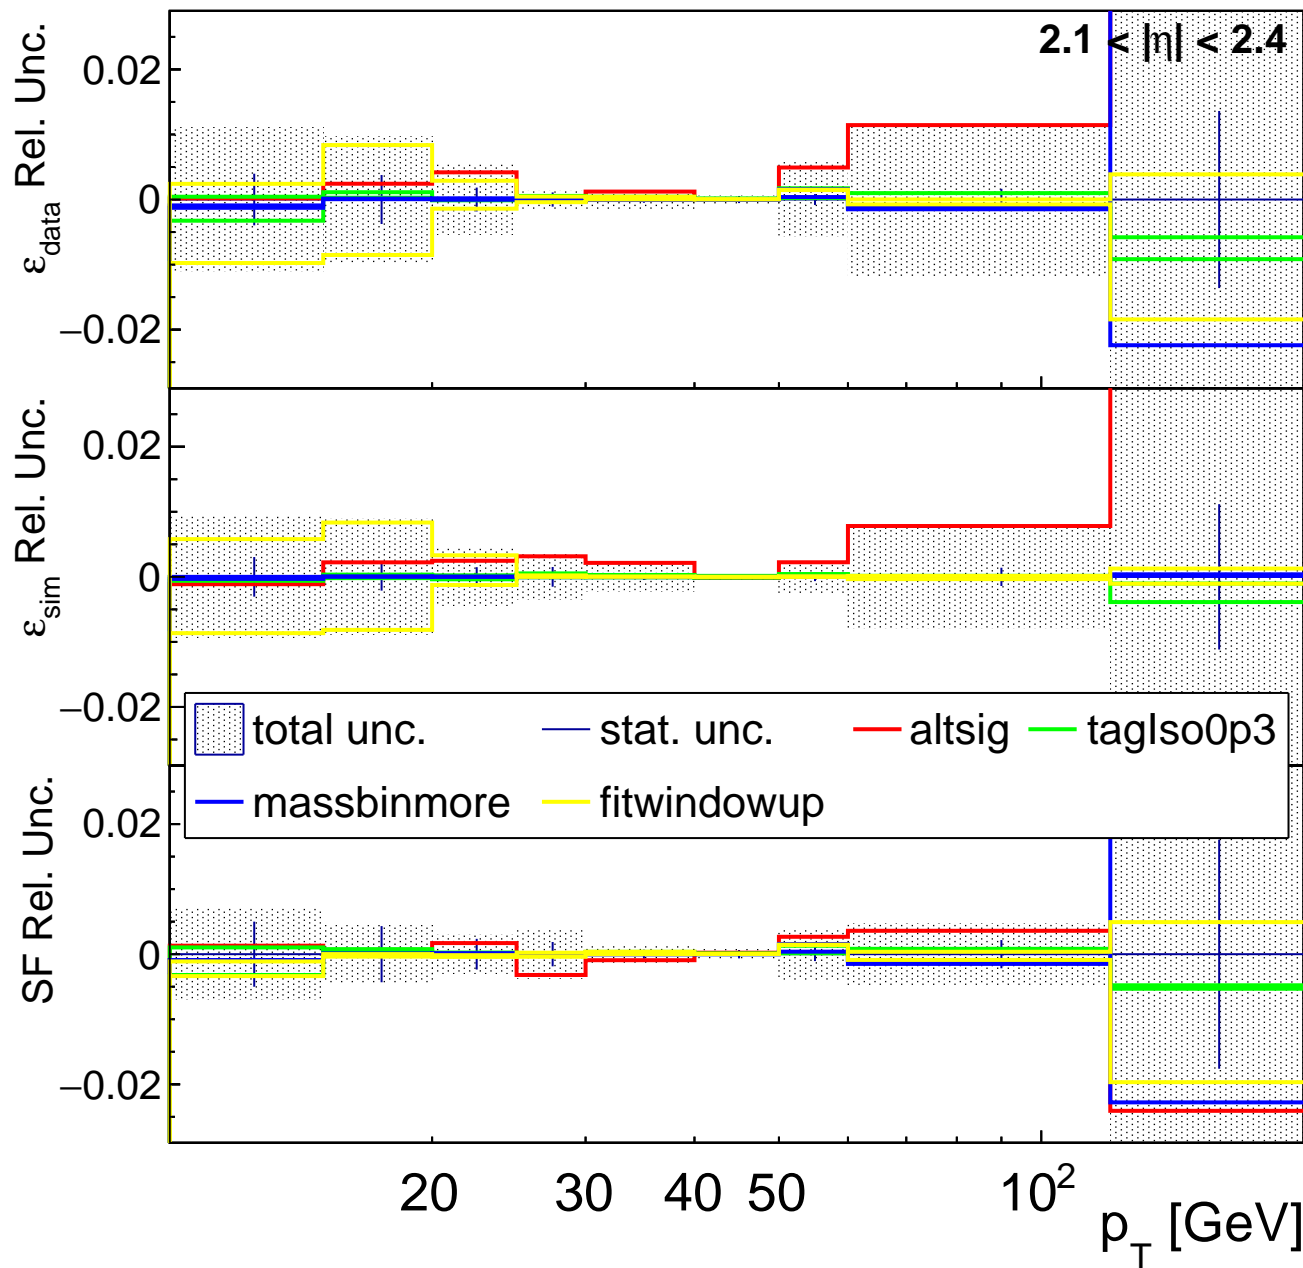 2.1 < |η| < 2.4
ε_data Rel. Unc.
0.02
0
−0.02
ε_sim Rel. Unc.
0.02
0
−0.02
total unc. stat. unc. altsig tagIso0p3
massbinmore fitwindowup
SF Rel. Unc.
0.02
0
−0.02
20 30 40 50 10²
p_T [GeV]